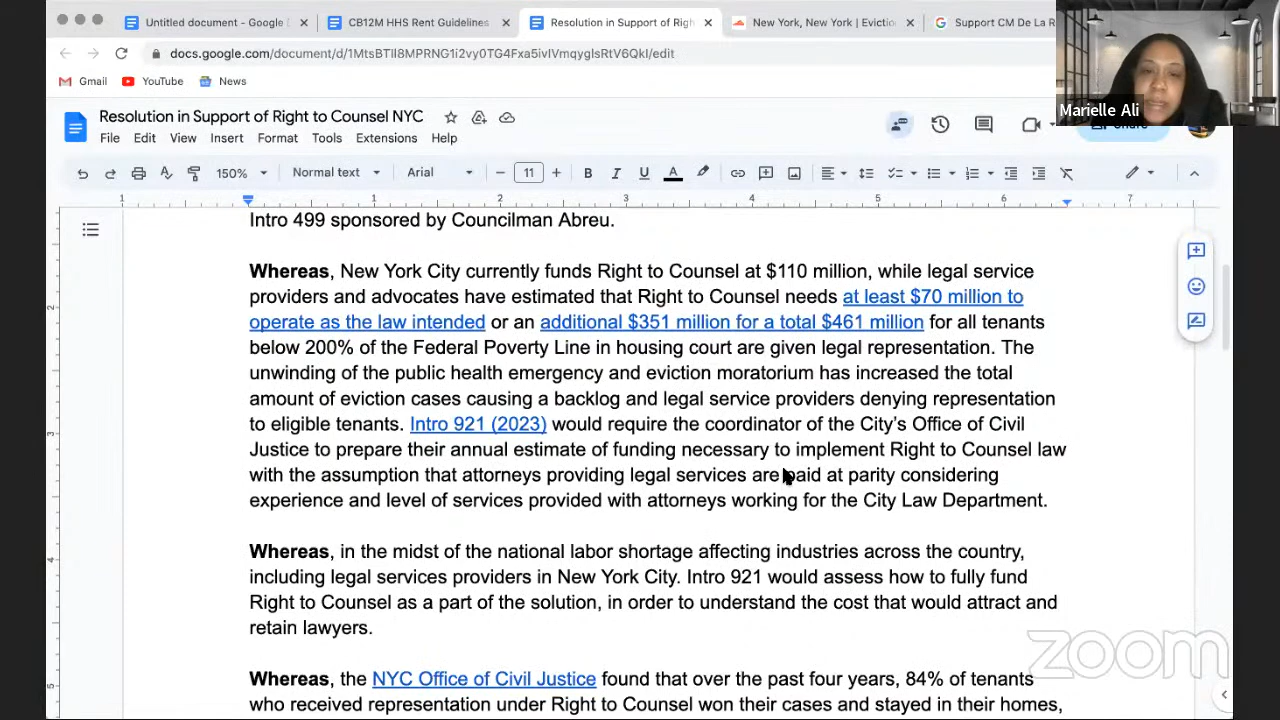 Untitled document - Google
CB12M HHS Rent Guidelines
Resolution in Support of Righ
New York, New York | Eviction
Support CM De La R
docs.google.com/document/d/1MtsBTII8MPRNG1i2vy0TG4Fxa5ivIVmqygIsRtV6QkI/edit
Gmail
YouTube
News
Marielle Ali
Resolution in Support of Right to Counsel NYC
File Edit View Insert Format Tools Extensions Help
Share
150% Normal text Arial 11 B I U A
1 1 2 3 4 5 6 7
Intro 499 sponsored by Councilman Abreu.
Whereas, New York City currently funds Right to Counsel at $110 million, while legal service
providers and advocates have estimated that Right to Counsel needs at least $70 million to
operate as the law intended or an additional $351 million for a total $461 million for all tenants
below 200% of the Federal Poverty Line in housing court are given legal representation. The
unwinding of the public health emergency and eviction moratorium has increased the total
amount of eviction cases causing a backlog and legal service providers denying representation
to eligible tenants. Intro 921 (2023) would require the coordinator of the City's Office of Civil
Justice to prepare their annual estimate of funding necessary to implement Right to Counsel law
with the assumption that attorneys providing legal services are paid at parity considering
experience and level of services provided with attorneys working for the City Law Department.
Whereas, in the midst of the national labor shortage affecting industries across the country,
including legal services providers in New York City. Intro 921 would assess how to fully fund
Right to Counsel as a part of the solution, in order to understand the cost that would attract and
retain lawyers.
Whereas, the NYC Office of Civil Justice found that over the past four years, 84% of tenants
who received representation under Right to Counsel won their cases and stayed in their homes,
2
3
4
5
zoom